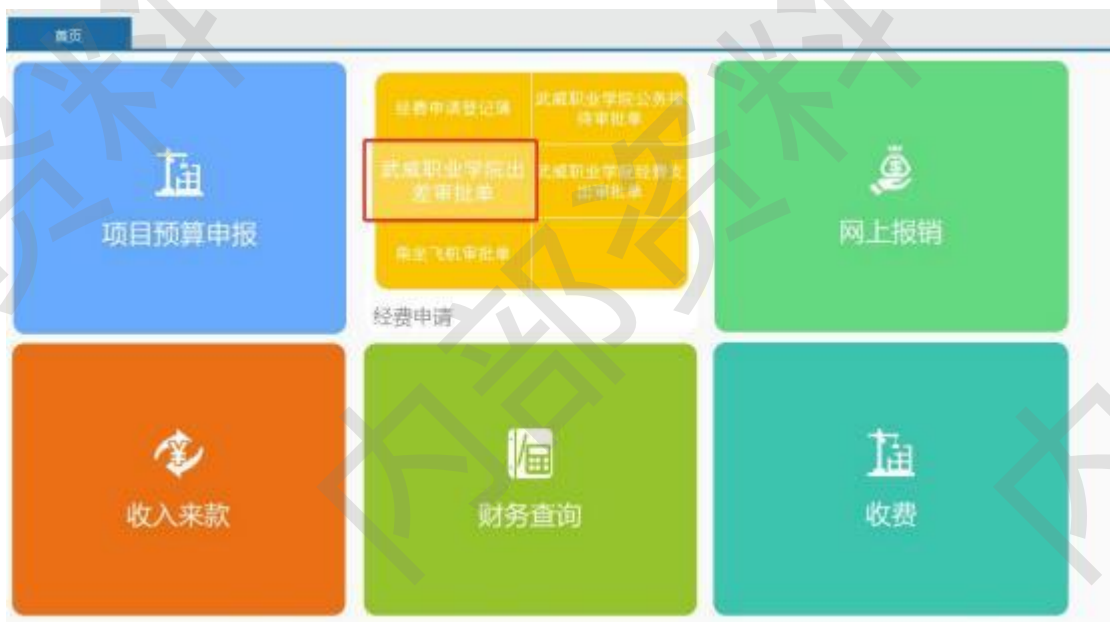 首页
项目预算申报
经费申请登记簿
武威职业学院公务接
待审批单
武威职业学院出
差审批单
武威职业学院经费支
出审批单
乘坐飞机审批单
经费申请
网上报销
收入来款
财务查询
收费
内部资料